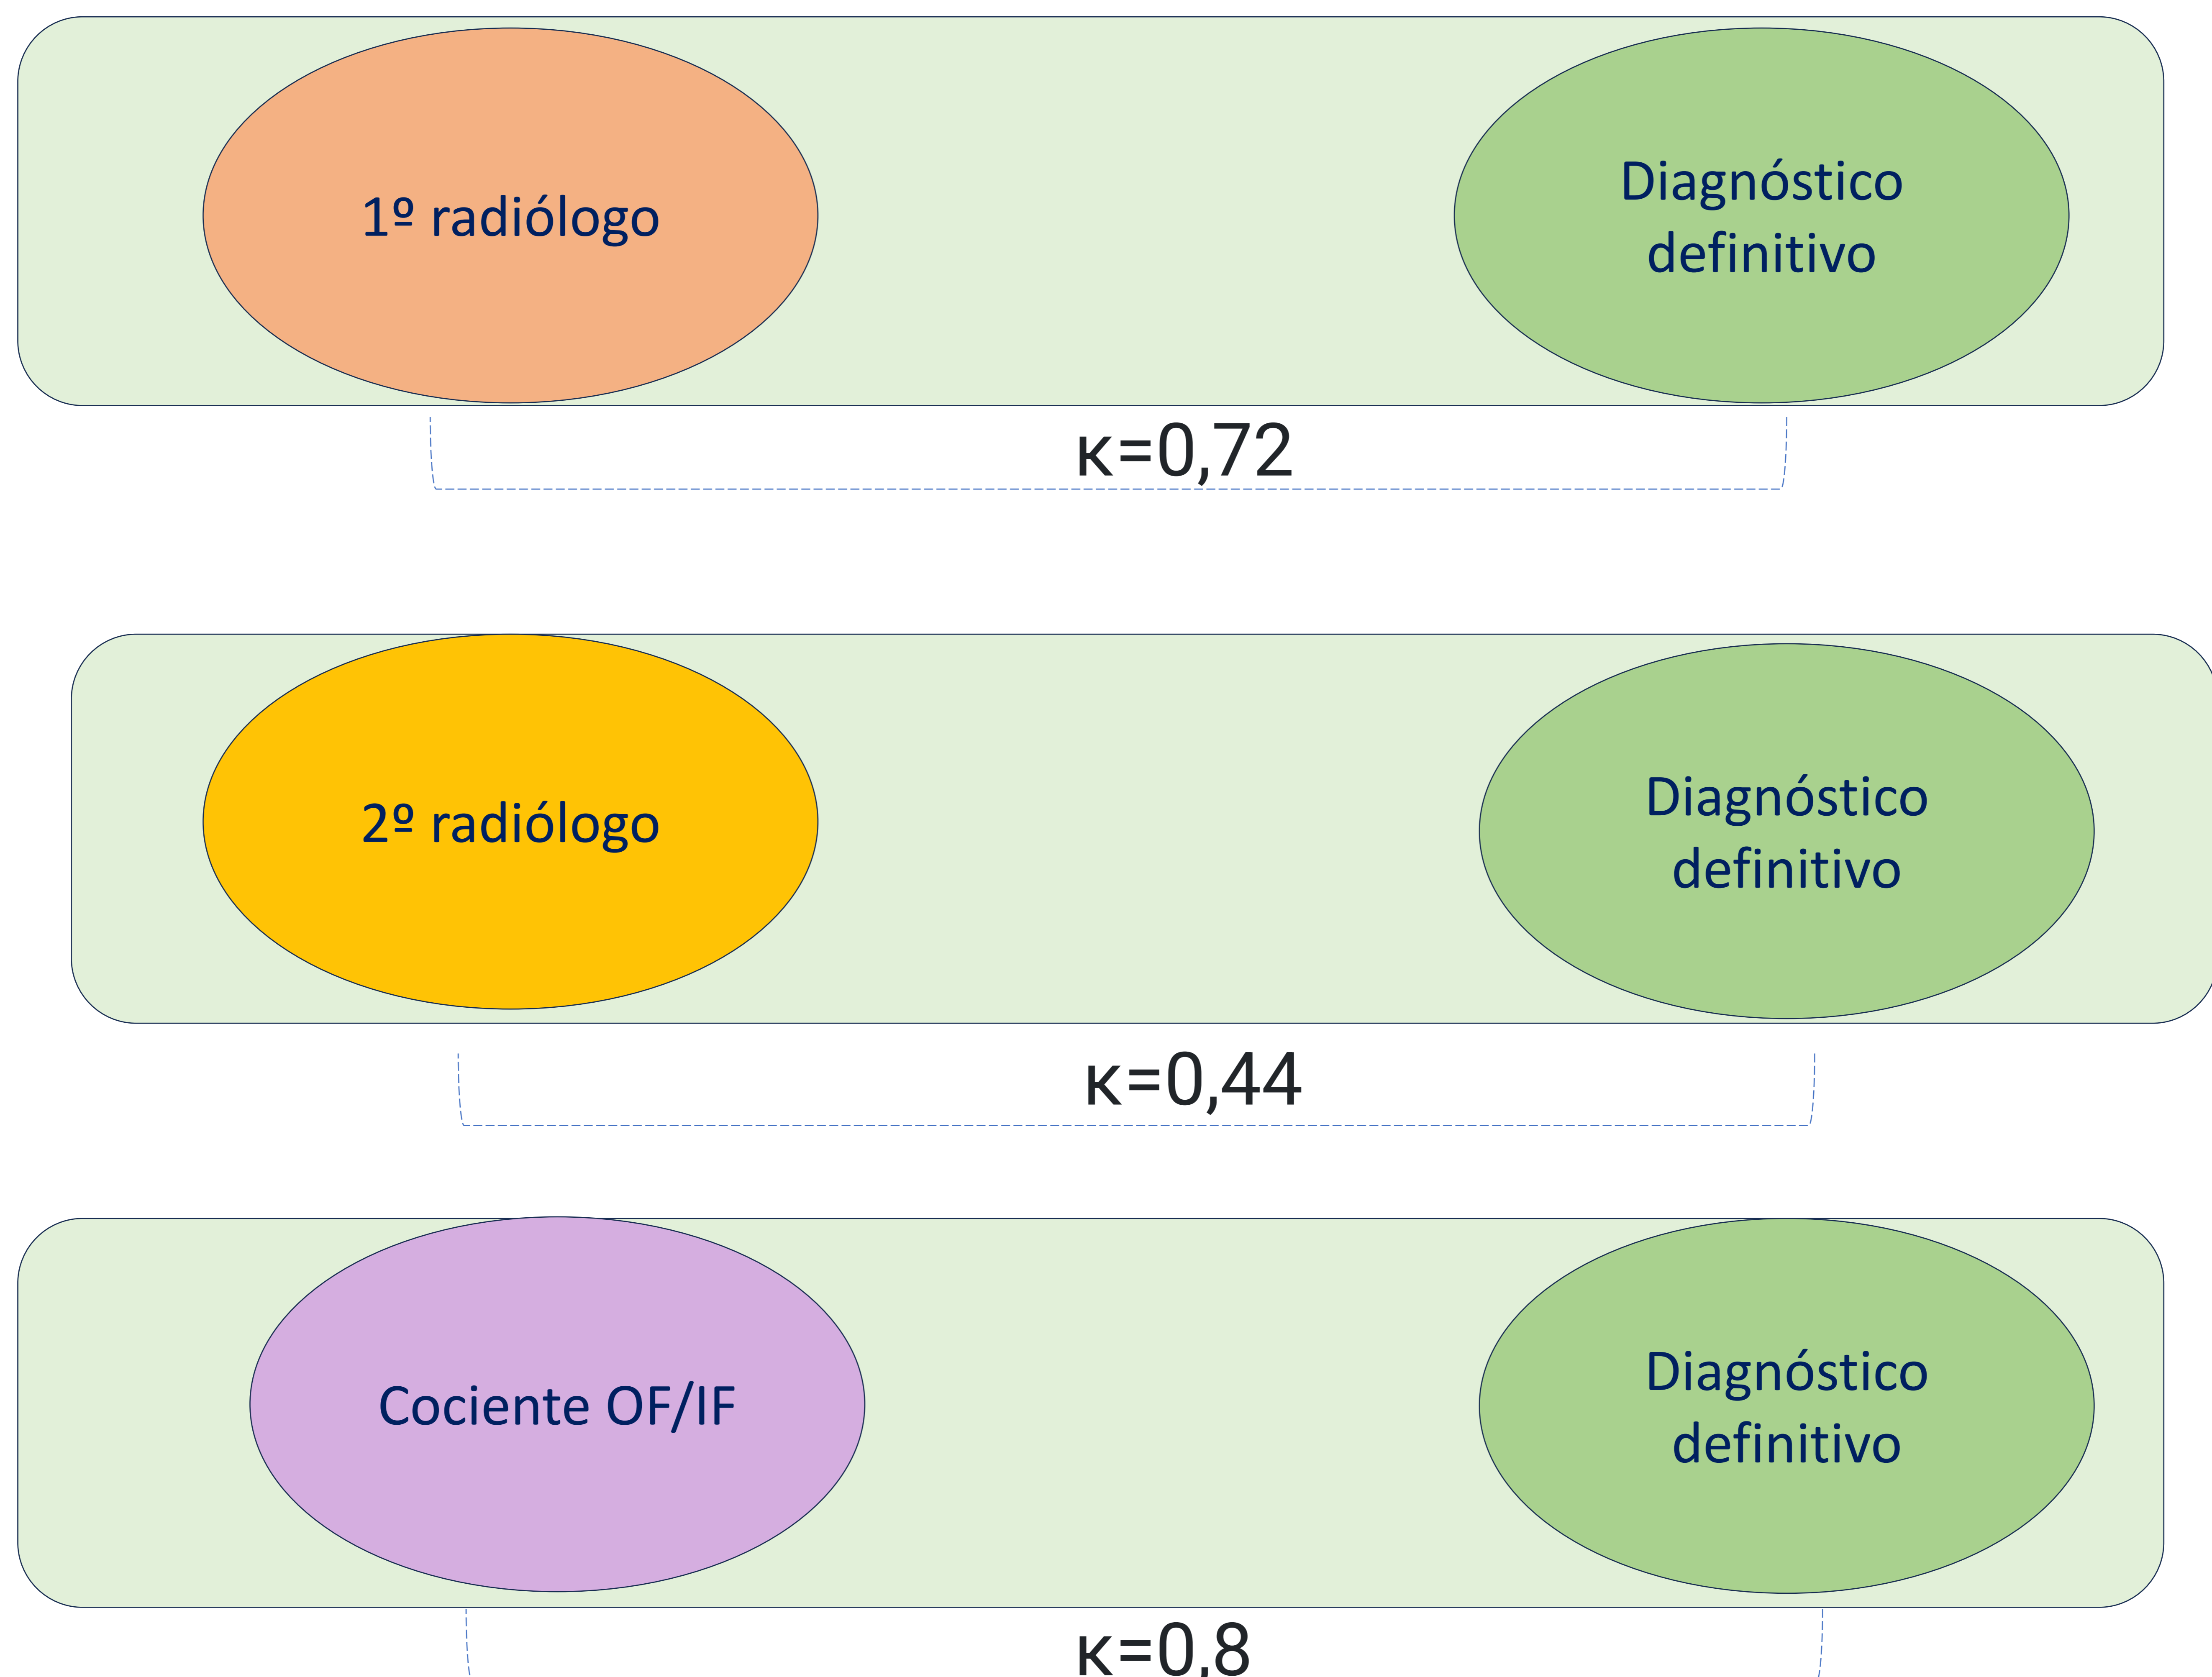 1º radiólogo
Diagnóstico
definitivo
κ=0,72
2º radiólogo
Diagnóstico
definitivo
κ=0,44
Cociente OF/IF
Diagnóstico
definitivo
κ=0,8